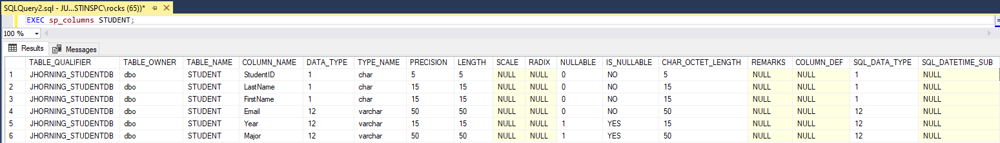 SQLQuery2.sql - JU...STINSPC\rocks (65))*
EXEC sp_columns STUDENT;
100 %
Results Messages
TABLE_QUALIFIER TABLE_OWNER TABLE_NAME COLUMN_NAME DATA_TYPE TYPE_NAME PRECISION LENGTH SCALE RADIX NULLABLE IS_NULLABLE CHAR_OCTET_LENGTH REMARKS COLUMN_DEF SQL_DATA_TYPE SQL_DATETIME_SUB
1 JHORNING_STUDENTDB dbo STUDENT StudentID 1 char 5 5 NULL NULL 0 NO 5 NULL NULL 1 NULL
2 JHORNING_STUDENTDB dbo STUDENT LastName 1 char 15 15 NULL NULL 0 NO 15 NULL NULL 1 NULL
3 JHORNING_STUDENTDB dbo STUDENT FirstName 1 char 15 15 NULL NULL 0 NO 15 NULL NULL 1 NULL
4 JHORNING_STUDENTDB dbo STUDENT Email 12 varchar 50 50 NULL NULL 0 NO 50 NULL NULL 12 NULL
5 JHORNING_STUDENTDB dbo STUDENT Year 12 varchar 15 15 NULL NULL 1 YES 15 NULL NULL 12 NULL
6 JHORNING_STUDENTDB dbo STUDENT Major 12 varchar 50 50 NULL NULL 1 YES 50 NULL NULL 12 NULL